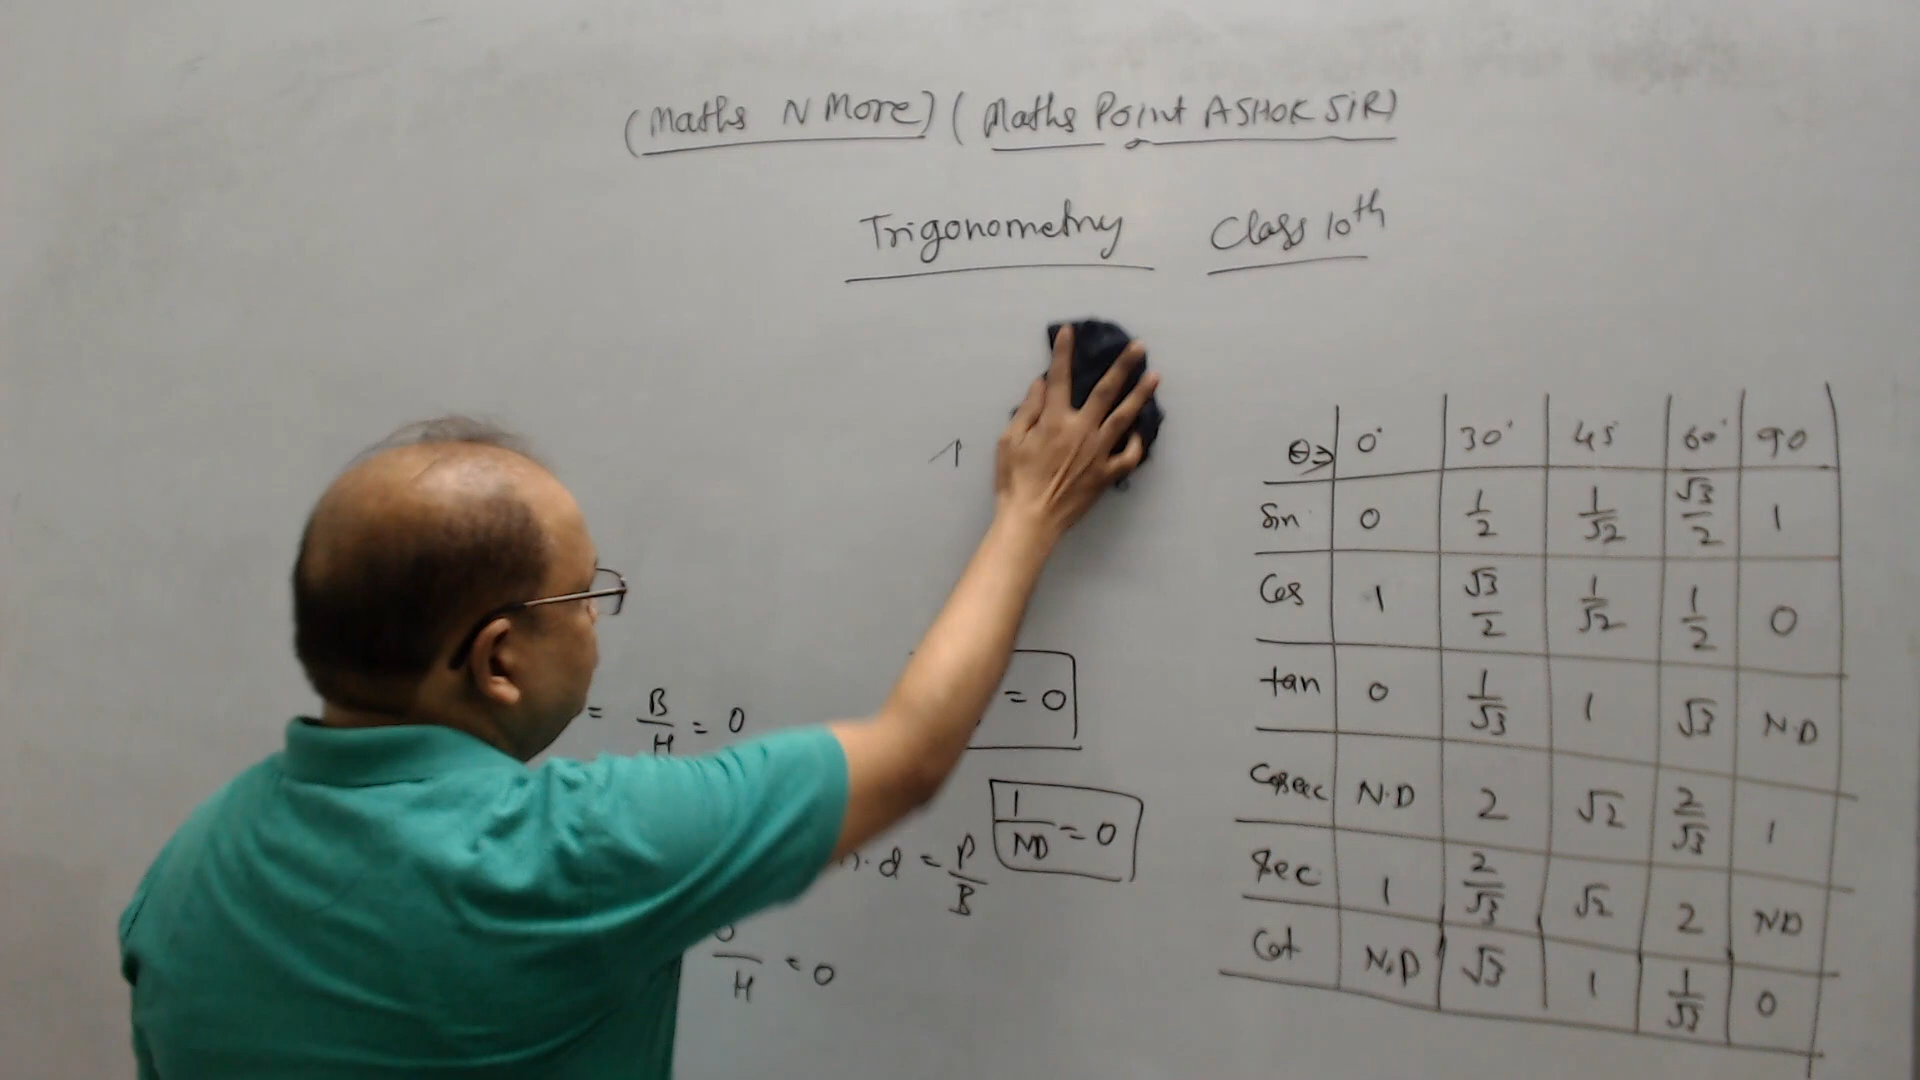 (Maths N More) (Maths Point ASHOK SIR)
Trigonometry Class 10th
θ⇒ 0° 30° 45 60° 90
Sin 0 1/2 1/√2 √3/2 1
Cos 1 √3/2 1/√2 1/2 0
tan 0 1/√3 1 √3 N.D
Cosec N.D 2 √2 2/√3 1
Sec 1 2/√3 √2 2 ND
Cot N.D √3 1 1/√3 0
= B/H = 0
= 0
1/ND = 0
n.d = P/B
/H = 0